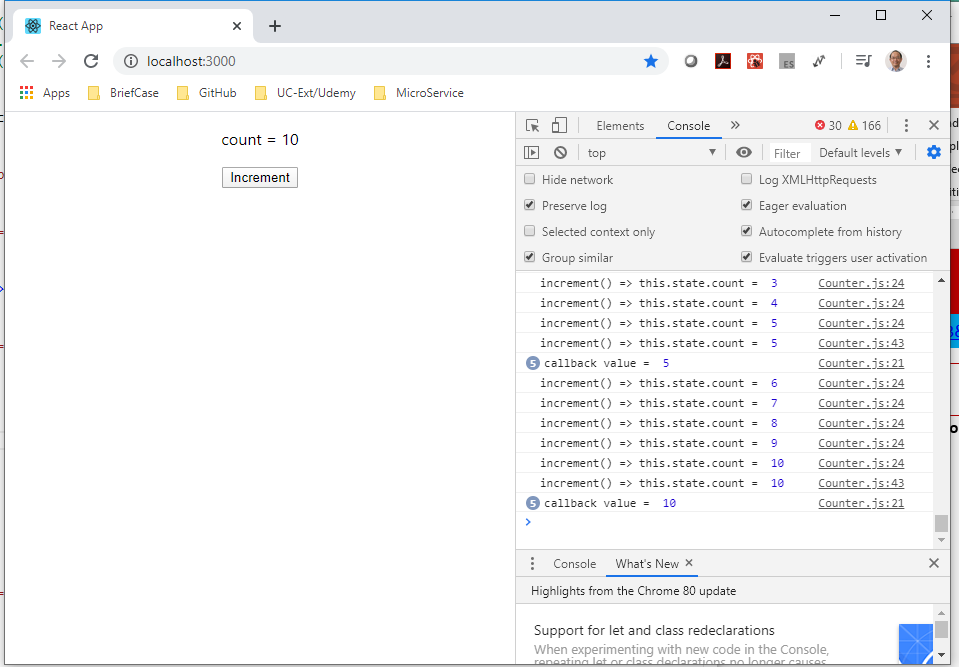 React App
localhost:3000
ES
Apps BriefCase GitHub UC-Ext/Udemy MicroService
count = 10
Increment
Elements Console » 30 166
top Filter Default levels ▼
Hide network Log XMLHttpRequests
Preserve log Eager evaluation
Selected context only Autocomplete from history
Group similar Evaluate triggers user activation
increment() => this.state.count = 3 Counter.js:24
increment() => this.state.count = 4 Counter.js:24
increment() => this.state.count = 5 Counter.js:24
increment() => this.state.count = 5 Counter.js:43
5 callback value = 5 Counter.js:21
increment() => this.state.count = 6 Counter.js:24
increment() => this.state.count = 7 Counter.js:24
increment() => this.state.count = 8 Counter.js:24
increment() => this.state.count = 9 Counter.js:24
increment() => this.state.count = 10 Counter.js:24
increment() => this.state.count = 10 Counter.js:43
5 callback value = 10 Counter.js:21
>
Console What's New
Highlights from the Chrome 80 update
Support for let and class redeclarations
When experimenting with new code in the Console,
repeating let or class declarations no longer causes